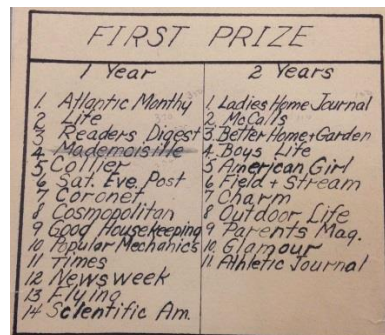 FIRST PRIZE
1 Year
1. Atlantic Monthy
2 Life
3. Readers Digest
4. Mademoisille
5 Collier
6 Sat. Eve. Post
7 Coronet
8 Cosmopolitan
9 Good Housekeeping
10 Popular Mechanics
11 Times
12 Newsweek
13 Flying
14 Scientific Am.
2 Years
1. Ladies Home Journal
2 McCalls
3. Better Home+Garden
4. Boys Life
5 American Girl
6 Field + Stream
7 Charm
8 Outdoor Life
9 Parents Mag.
10. Glamour
11. Athletic Journal